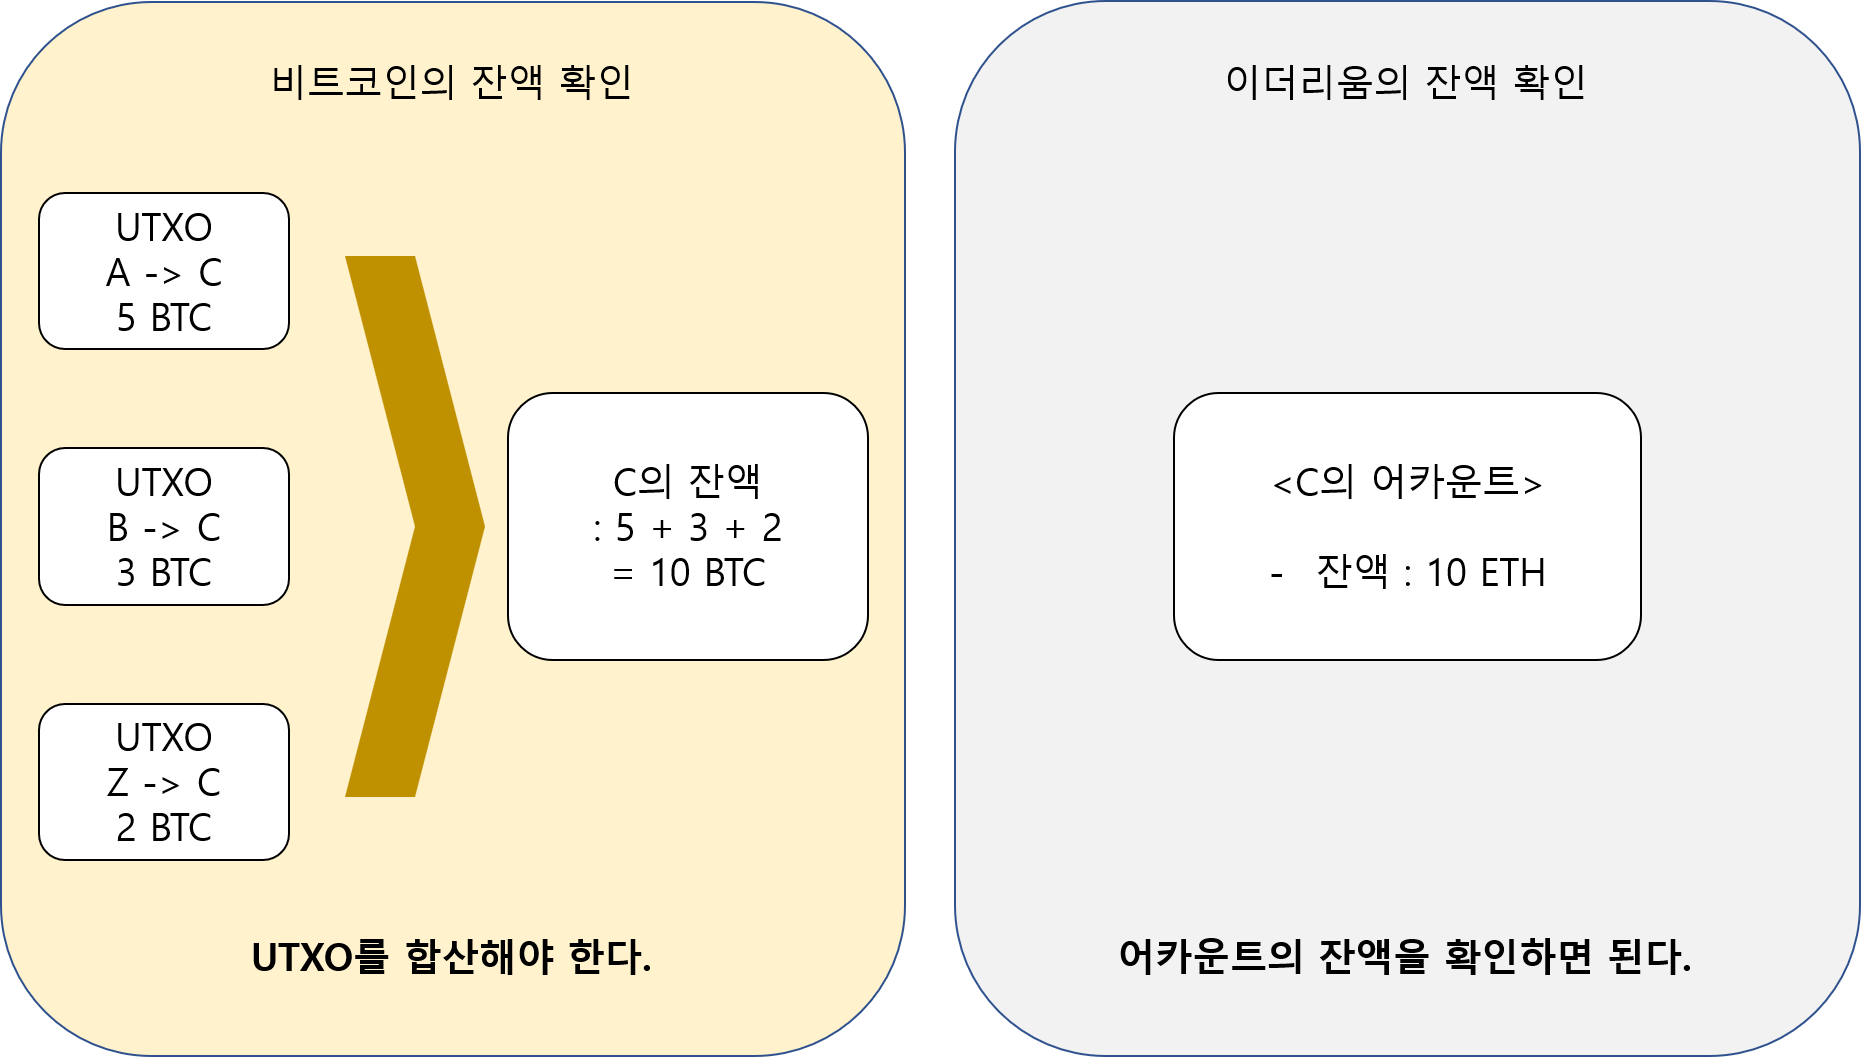 비트코인의 잔액 확인
UTXO
A -> C
5 BTC
UTXO
B -> C
3 BTC
UTXO
Z -> C
2 BTC
C의 잔액
: 5 + 3 + 2
= 10 BTC
UTXO를 합산해야 한다.
이더리움의 잔액 확인
<C의 어카운트>
- 잔액 : 10 ETH
어카운트의 잔액을 확인하면 된다.